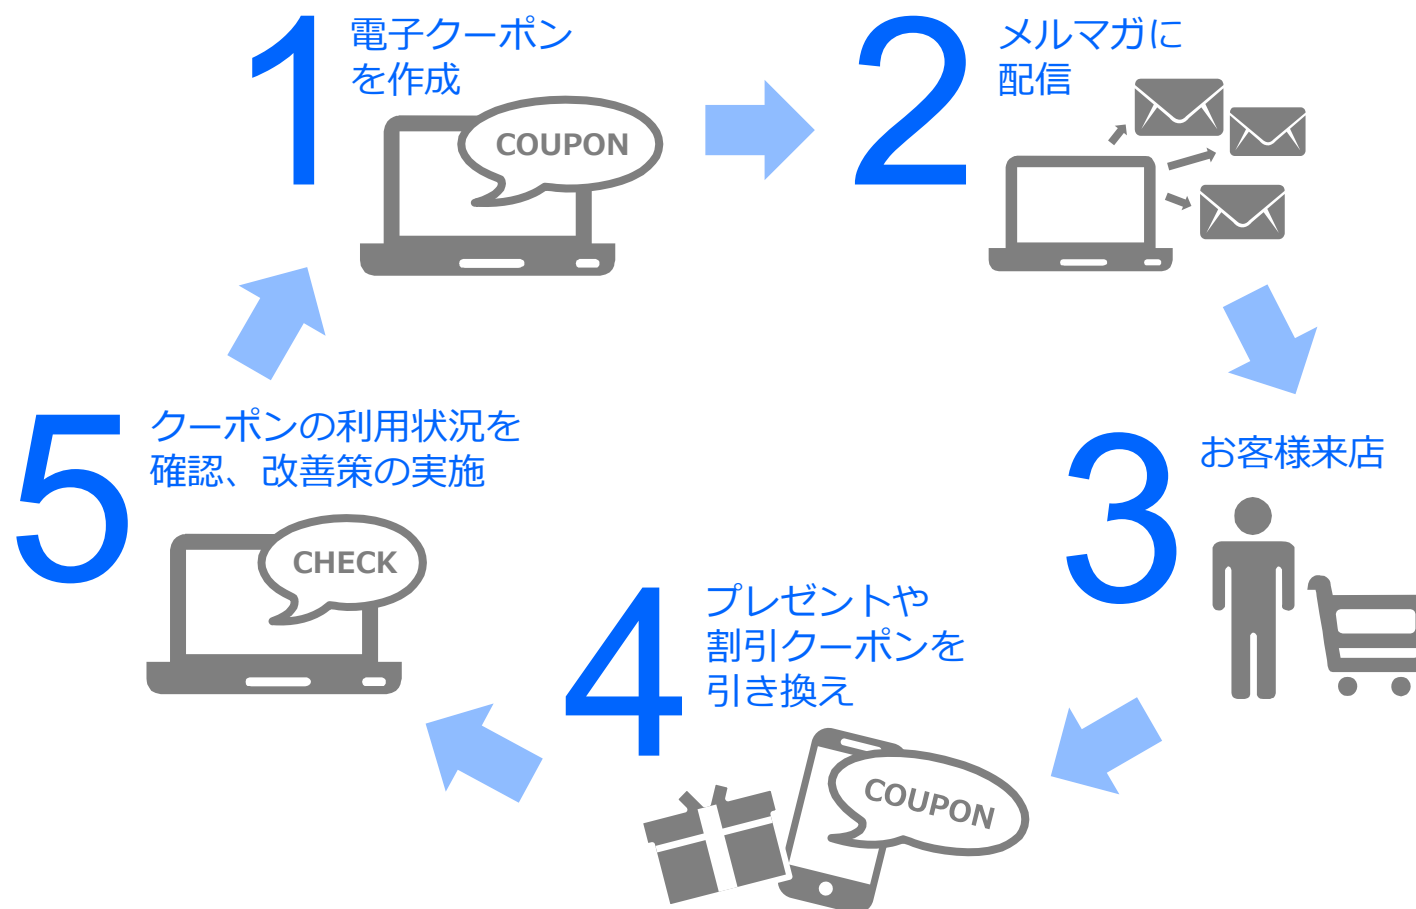 1
電子クーポン
を作成
COUPON
2
メルマガに
配信
3
お客様来店
4
プレゼントや
割引クーポンを
引き換え
COUPON
5
クーポンの利用状況を
確認、改善策の実施
CHECK